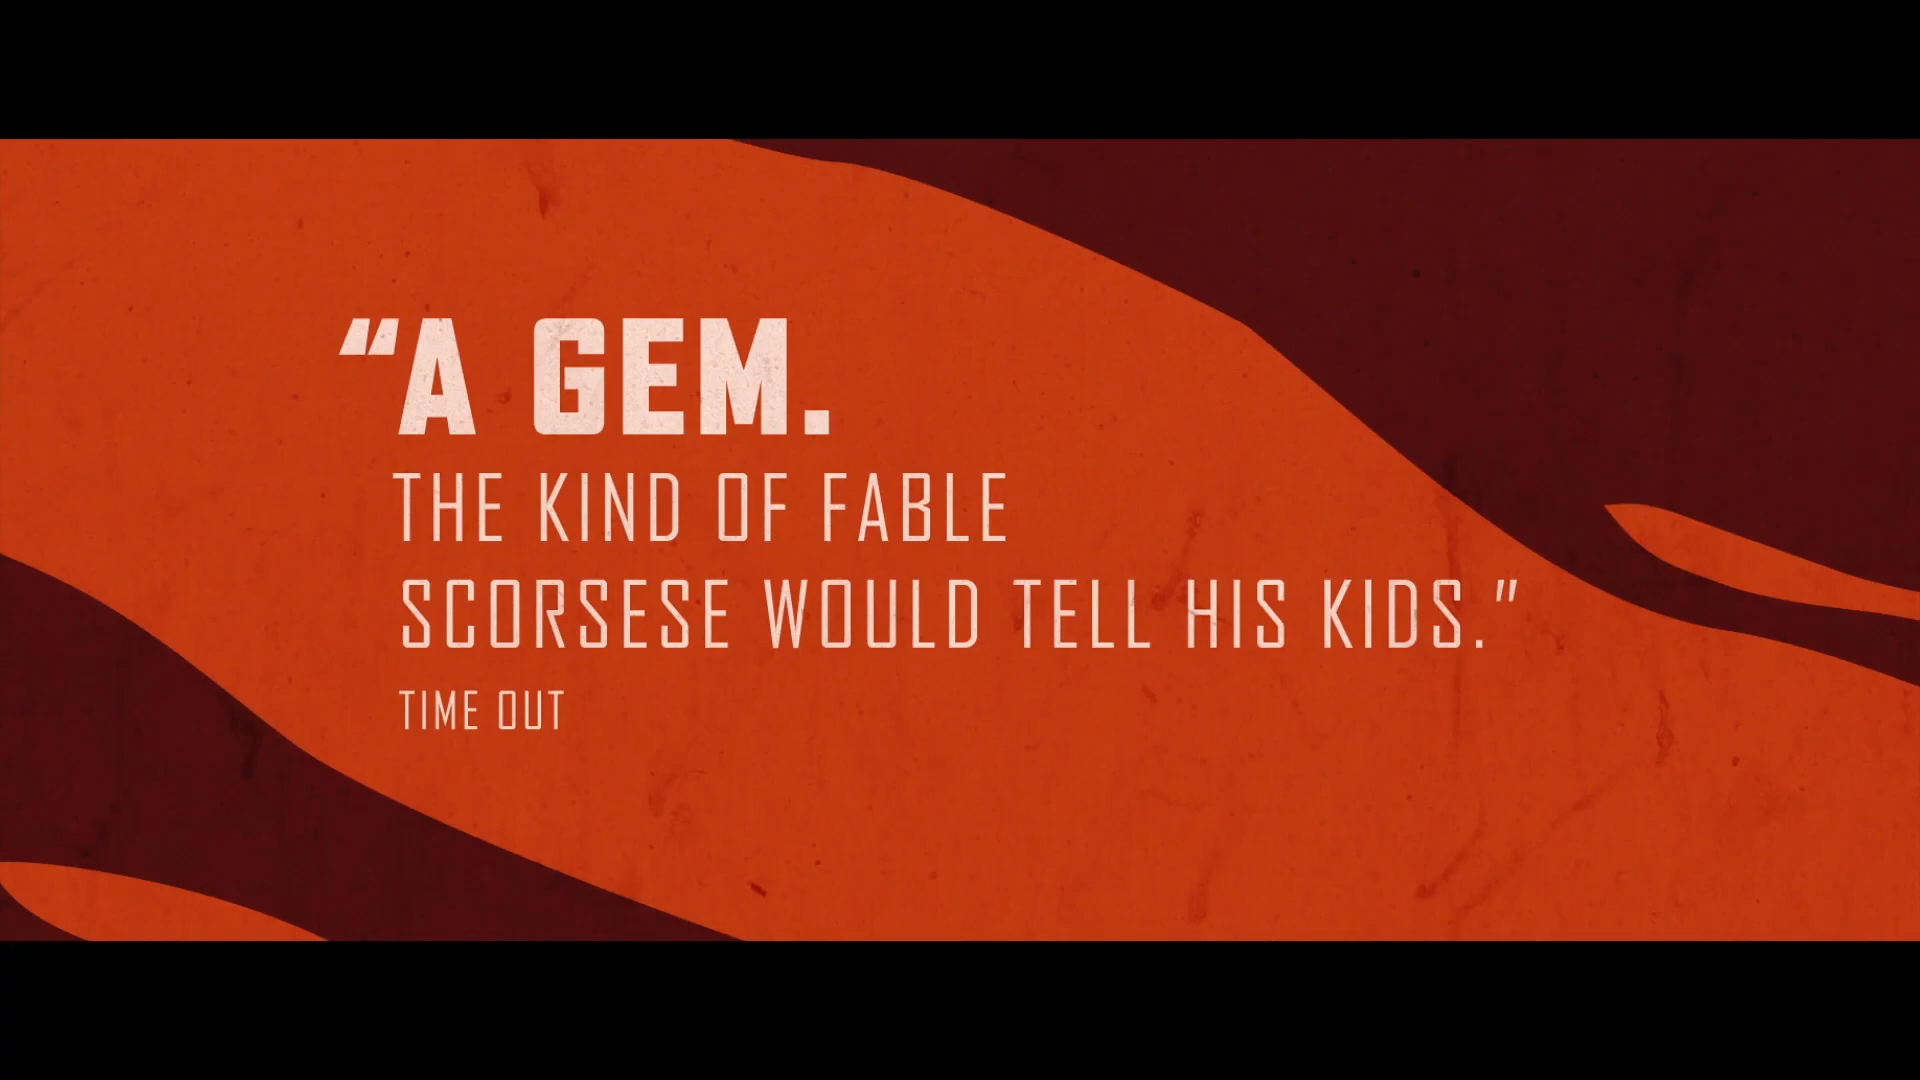 “A GEM.
THE KIND OF FABLE
SCORSESE WOULD TELL HIS KIDS.”
TIME OUT